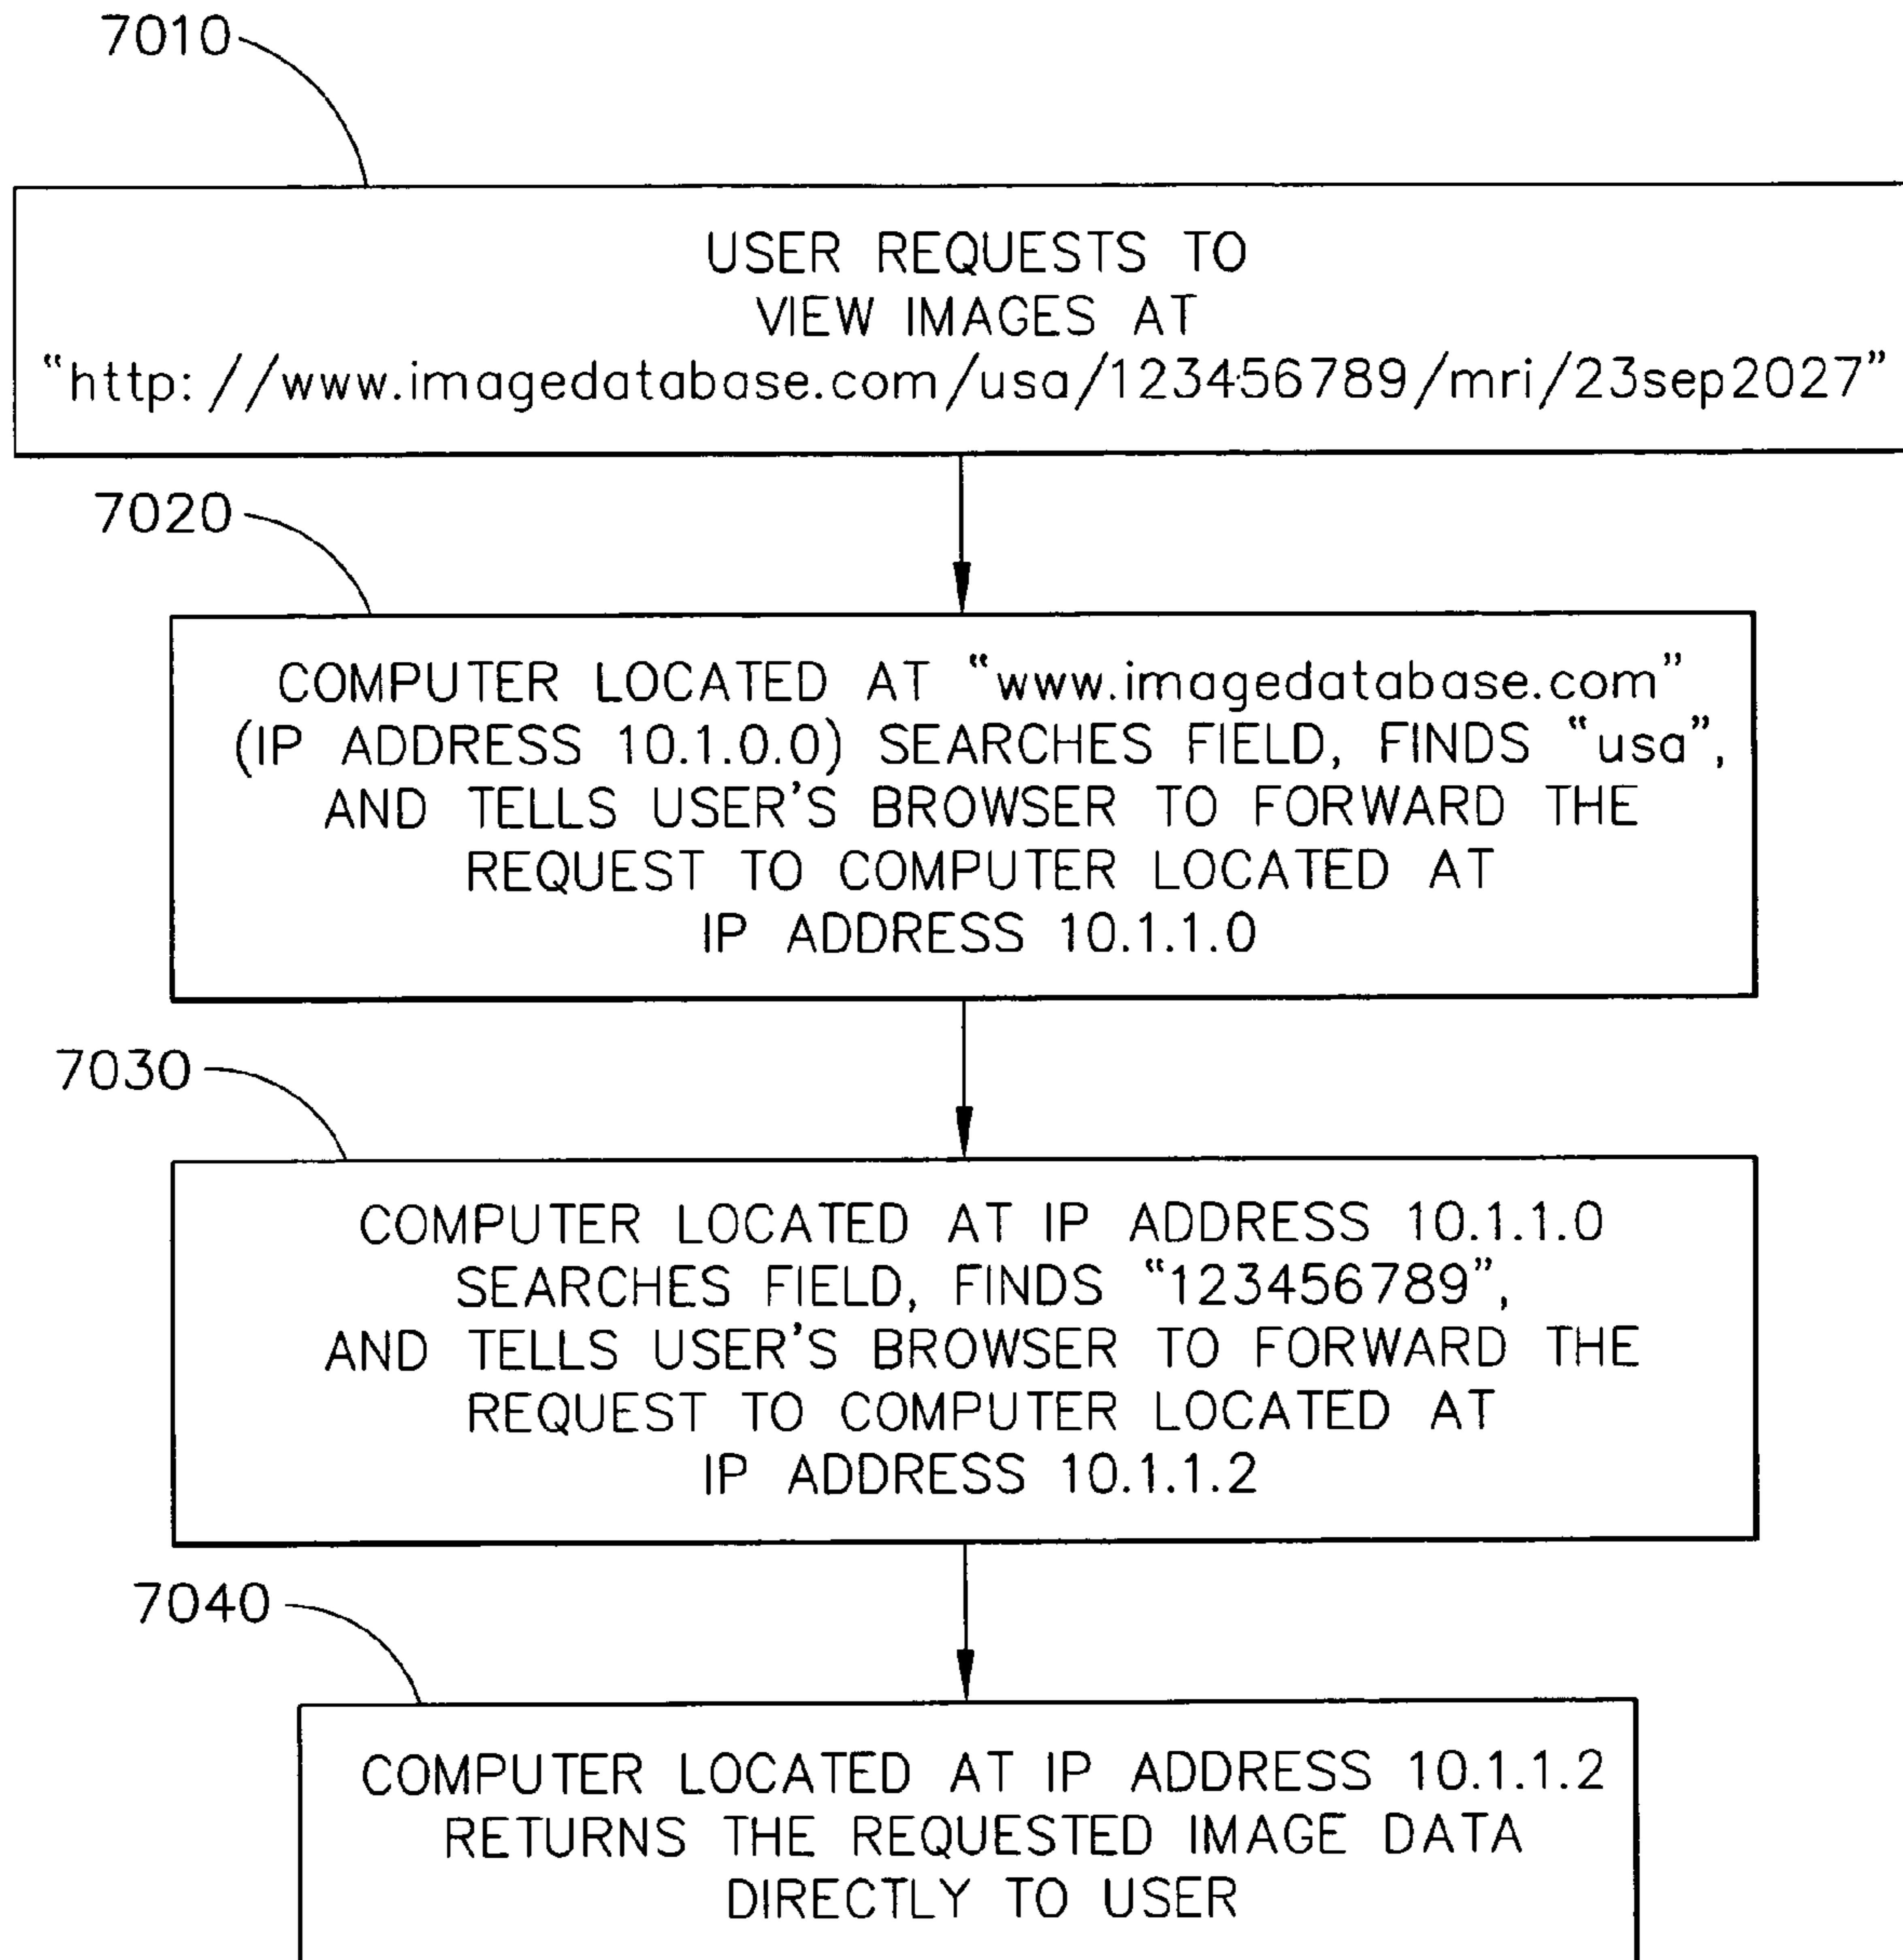 7010
USER REQUESTS TO
VIEW IMAGES AT
“http: //www.imagedatabase.com/usa/123456789/mri/23sep2027”
7020
COMPUTER LOCATED AT “www.imagedatabase.com”
(IP ADDRESS 10.1.0.0) SEARCHES FIELD, FINDS “usa”,
AND TELLS USER'S BROWSER TO FORWARD THE
REQUEST TO COMPUTER LOCATED AT
IP ADDRESS 10.1.1.0
7030
COMPUTER LOCATED AT IP ADDRESS 10.1.1.0
SEARCHES FIELD, FINDS “123456789”,
AND TELLS USER'S BROWSER TO FORWARD THE
REQUEST TO COMPUTER LOCATED AT
IP ADDRESS 10.1.1.2
7040
COMPUTER LOCATED AT IP ADDRESS 10.1.1.2
RETURNS THE REQUESTED IMAGE DATA
DIRECTLY TO USER